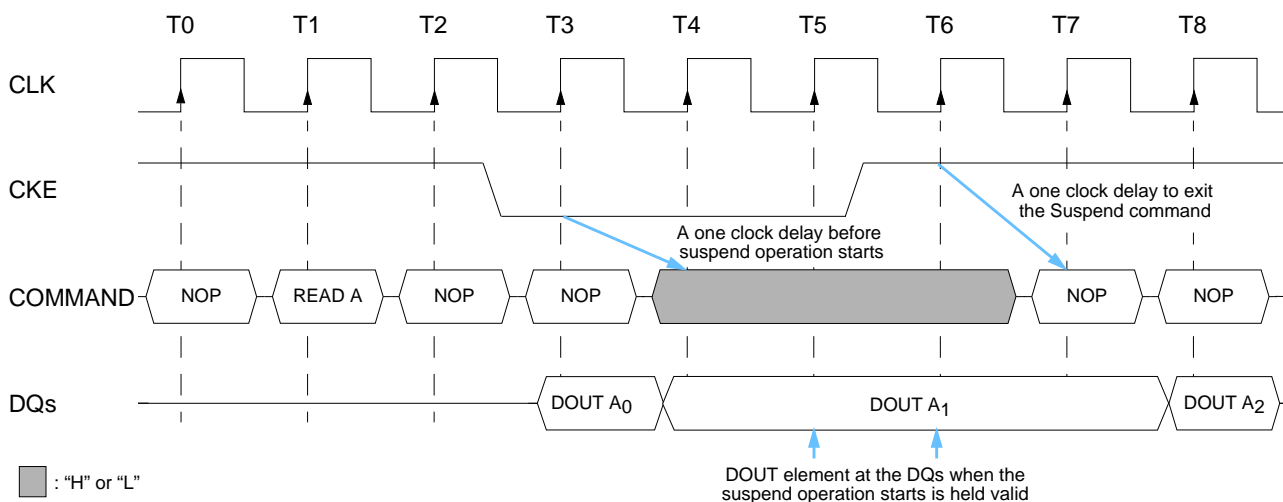 T0 T1 T2 T3 T4 T5 T6 T7 T8
CLK
CKE
A one clock delay to exit
the Suspend command
A one clock delay before
suspend operation starts
COMMAND NOP READ A NOP NOP NOP NOP
DQs DOUT A0 DOUT A1 DOUT A2
DOUT element at the DQs when the
suspend operation starts is held valid
: “H” or “L”